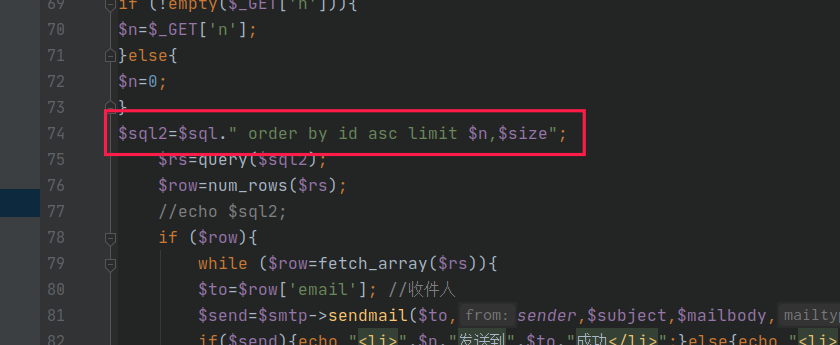 69 if (!empty($_GET['n'])){
70 $n=$_GET['n'];
71 }else{
72 $n=0;
73 }
74 $sql2=$sql." order by id asc limit $n,$size";
75 $rs=query($sql2);
76 $row=num_rows($rs);
77 //echo $sql2;
78 if ($row){
79 while ($row=fetch_array($rs)){
80 $to=$row['email']; //收件人
81 $send=$smtp->sendmail($to, from: sender,$subject,$mailbody,
82 if($send){echo "<li>".$n."发送到".$to."成功</li>";}else{echo "<li>